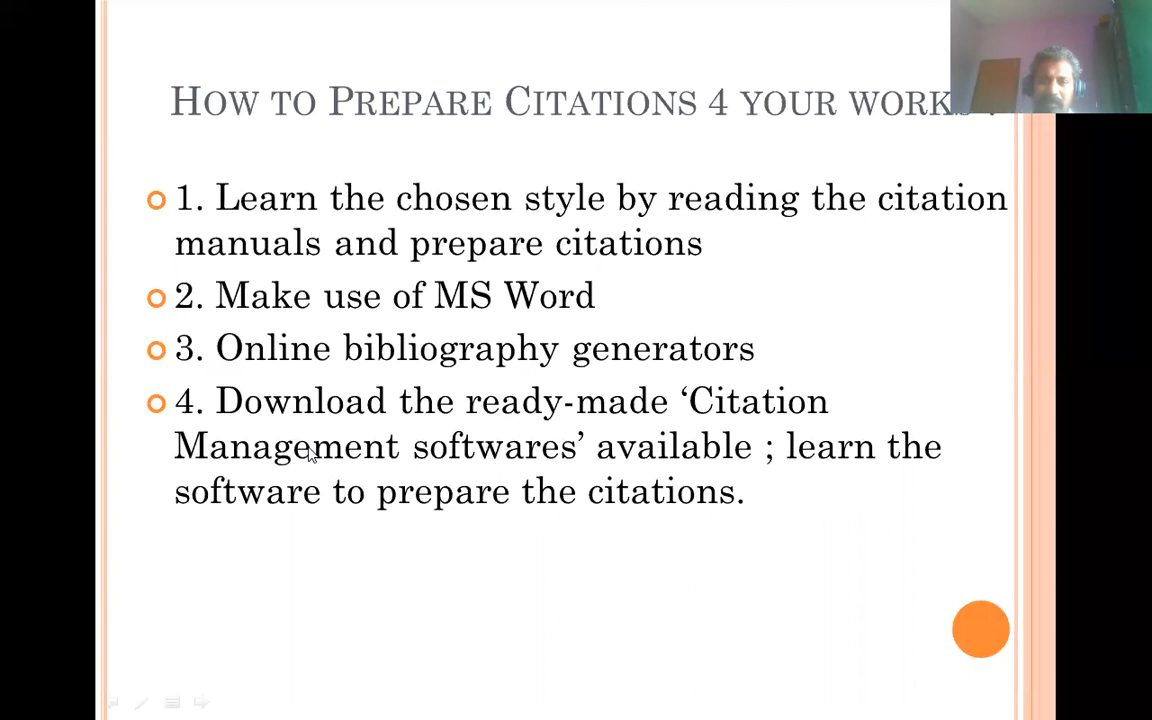 HOW TO PREPARE CITATIONS 4 YOUR WORKS
1. Learn the chosen style by reading the citation
manuals and prepare citations
2. Make use of MS Word
3. Online bibliography generators
4. Download the ready-made ‘Citation
Management softwares’ available ; learn the
software to prepare the citations.